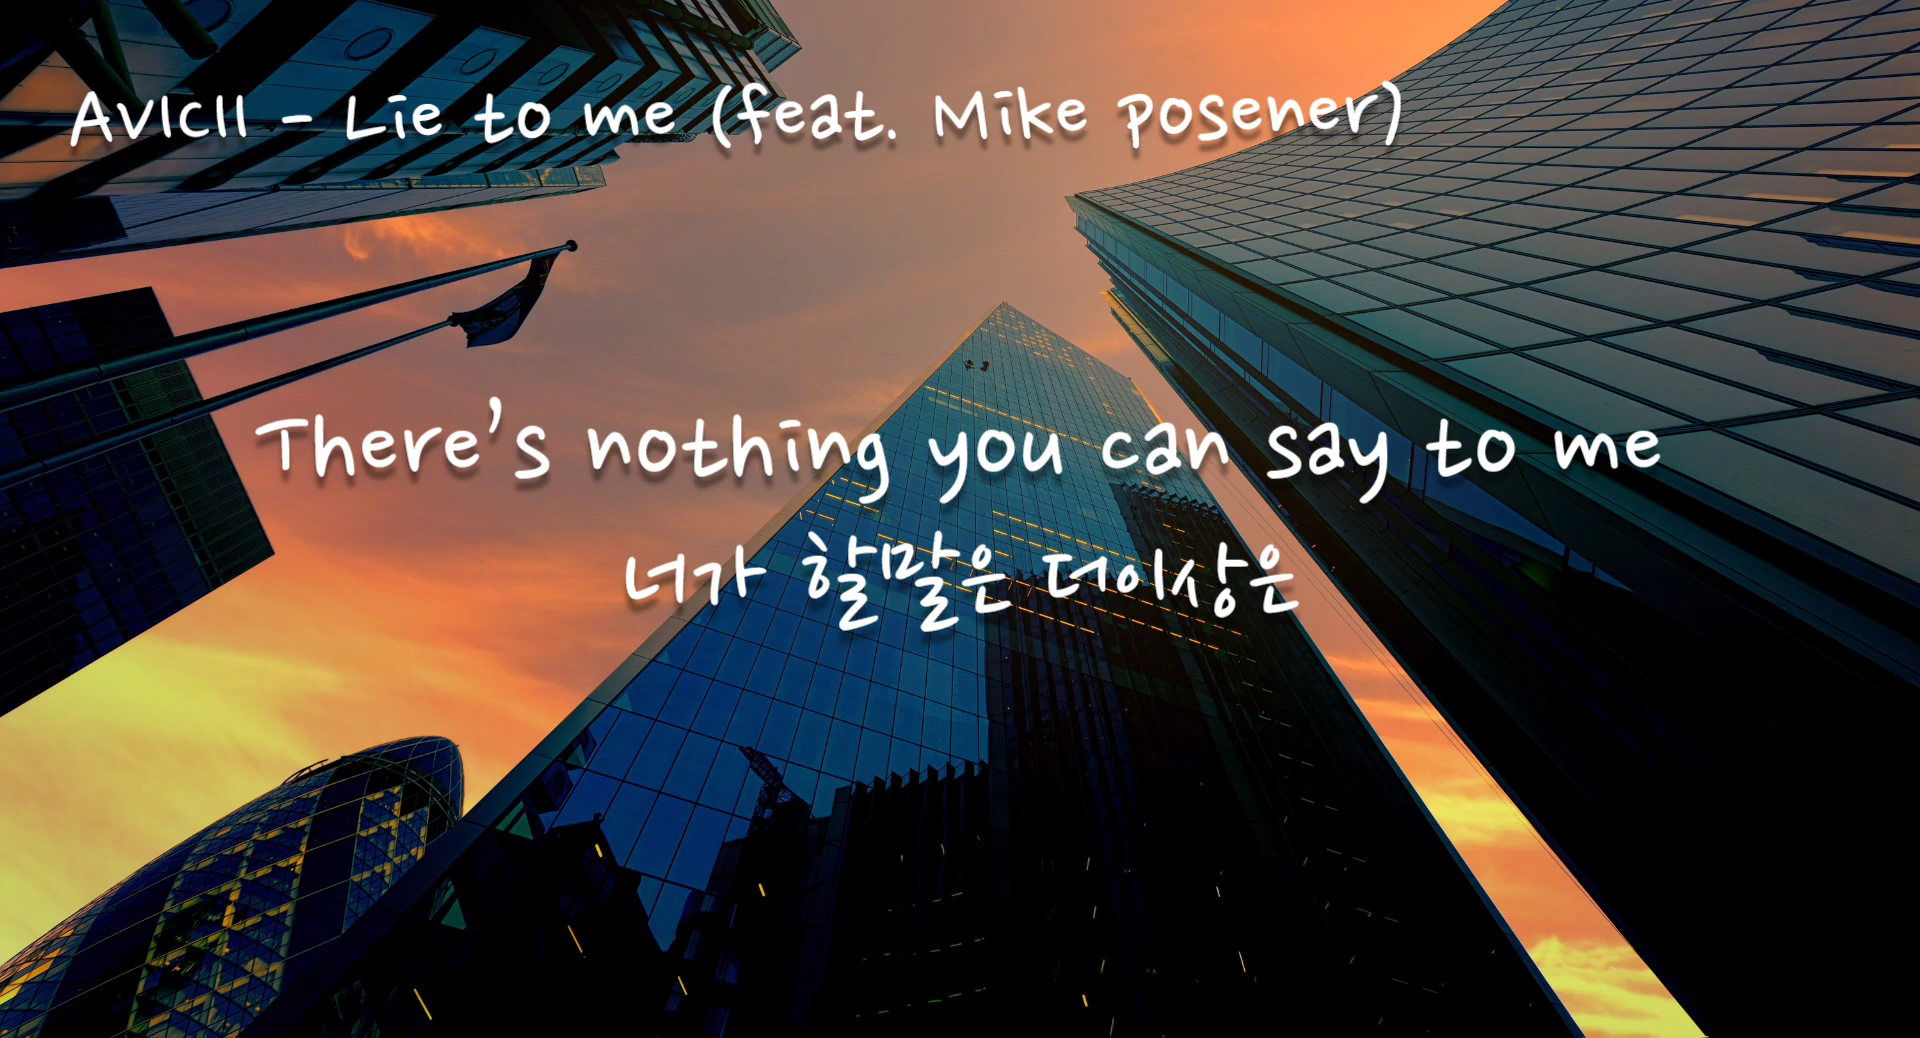 AVICII - Lie to me (feat. Mike posener)
There's nothing you can say to me
너가 할말은 더이상은